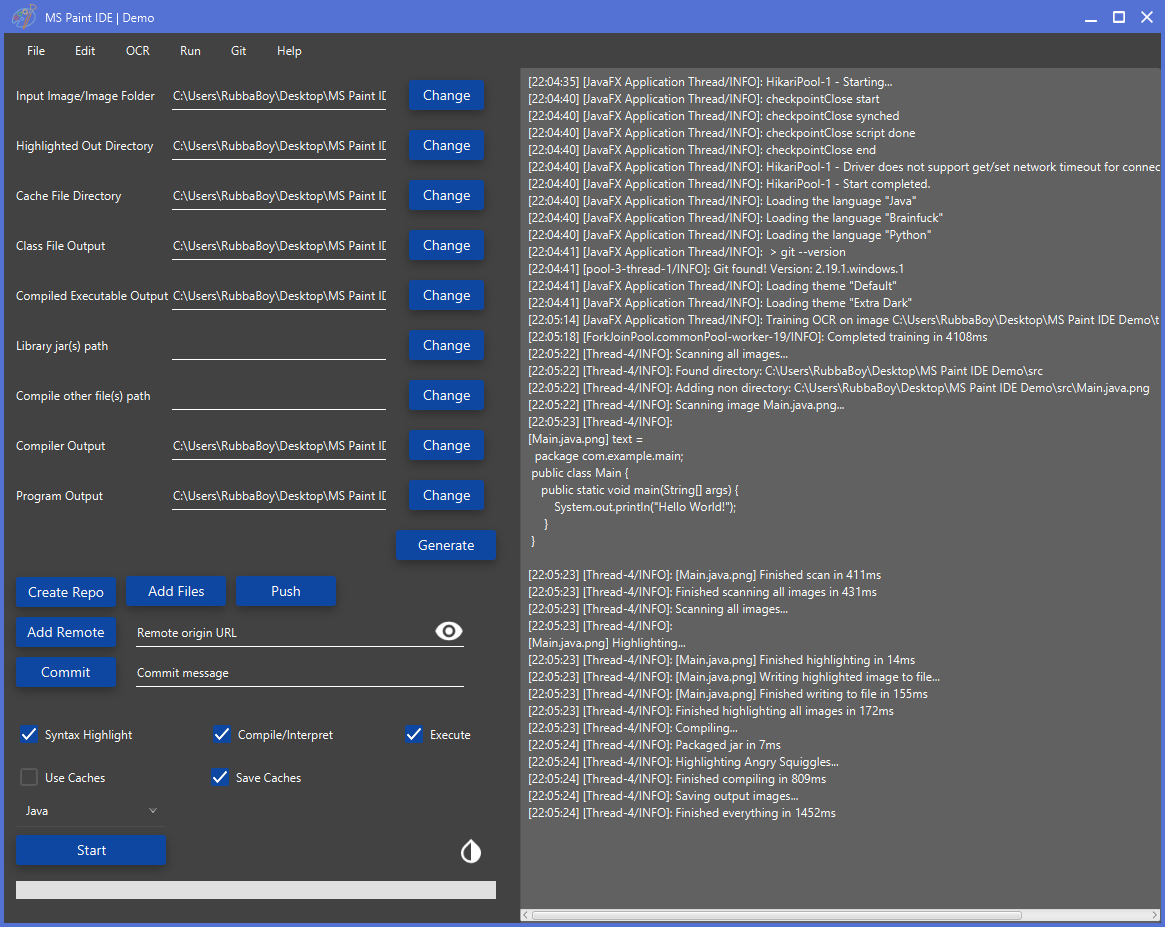 MS Paint IDE | Demo
File Edit OCR Run Git Help
Input Image/Image Folder C:\Users\RubbaBoy\Desktop\MS Paint ID Change
Highlighted Out Directory C:\Users\RubbaBoy\Desktop\MS Paint ID Change
Cache File Directory C:\Users\RubbaBoy\Desktop\MS Paint ID Change
Class File Output C:\Users\RubbaBoy\Desktop\MS Paint ID Change
Compiled Executable Output C:\Users\RubbaBoy\Desktop\MS Paint ID Change
Library jar(s) path Change
Compile other file(s) path Change
Compiler Output C:\Users\RubbaBoy\Desktop\MS Paint ID Change
Program Output C:\Users\RubbaBoy\Desktop\MS Paint ID Change
Generate
Create Repo Add Files Push
Add Remote Remote origin URL
Commit Commit message
Syntax Highlight Compile/Interpret Execute
Use Caches Save Caches
Java
Start
[22:04:35] [JavaFX Application Thread/INFO]: HikariPool-1 - Starting...
[22:04:40] [JavaFX Application Thread/INFO]: checkpointClose start
[22:04:40] [JavaFX Application Thread/INFO]: checkpointClose synched
[22:04:40] [JavaFX Application Thread/INFO]: checkpointClose script done
[22:04:40] [JavaFX Application Thread/INFO]: checkpointClose end
[22:04:40] [JavaFX Application Thread/INFO]: HikariPool-1 - Driver does not support get/set network timeout for connec
[22:04:40] [JavaFX Application Thread/INFO]: HikariPool-1 - Start completed.
[22:04:40] [JavaFX Application Thread/INFO]: Loading the language "Java"
[22:04:40] [JavaFX Application Thread/INFO]: Loading the language "Brainfuck"
[22:04:40] [JavaFX Application Thread/INFO]: Loading the language "Python"
[22:04:41] [JavaFX Application Thread/INFO]: > git --version
[22:04:41] [pool-3-thread-1/INFO]: Git found! Version: 2.19.1.windows.1
[22:04:41] [JavaFX Application Thread/INFO]: Loading theme "Default"
[22:04:41] [JavaFX Application Thread/INFO]: Loading theme "Extra Dark"
[22:05:14] [JavaFX Application Thread/INFO]: Training OCR on image C:\Users\RubbaBoy\Desktop\MS Paint IDE Demo\t
[22:05:18] [ForkJoinPool.commonPool-worker-19/INFO]: Completed training in 4108ms
[22:05:22] [Thread-4/INFO]: Scanning all images...
[22:05:22] [Thread-4/INFO]: Found directory: C:\Users\RubbaBoy\Desktop\MS Paint IDE Demo\src
[22:05:22] [Thread-4/INFO]: Adding non directory: C:\Users\RubbaBoy\Desktop\MS Paint IDE Demo\src\Main.java.png
[22:05:22] [Thread-4/INFO]: Scanning image Main.java.png...
[22:05:23] [Thread-4/INFO]:
[Main.java.png] text =
package com.example.main;
public class Main {
public static void main(String[] args) {
System.out.println("Hello World!");
}
}
[22:05:23] [Thread-4/INFO]: [Main.java.png] Finished scan in 411ms
[22:05:23] [Thread-4/INFO]: Finished scanning all images in 431ms
[22:05:23] [Thread-4/INFO]: Scanning all images...
[22:05:23] [Thread-4/INFO]:
[Main.java.png] Highlighting...
[22:05:23] [Thread-4/INFO]: [Main.java.png] Finished highlighting in 14ms
[22:05:23] [Thread-4/INFO]: [Main.java.png] Writing highlighted image to file...
[22:05:23] [Thread-4/INFO]: [Main.java.png] Finished writing to file in 155ms
[22:05:23] [Thread-4/INFO]: Finished highlighting all images in 172ms
[22:05:23] [Thread-4/INFO]: Compiling...
[22:05:24] [Thread-4/INFO]: Packaged jar in 7ms
[22:05:24] [Thread-4/INFO]: Highlighting Angry Squiggles...
[22:05:24] [Thread-4/INFO]: Finished compiling in 809ms
[22:05:24] [Thread-4/INFO]: Saving output images...
[22:05:24] [Thread-4/INFO]: Finished everything in 1452ms